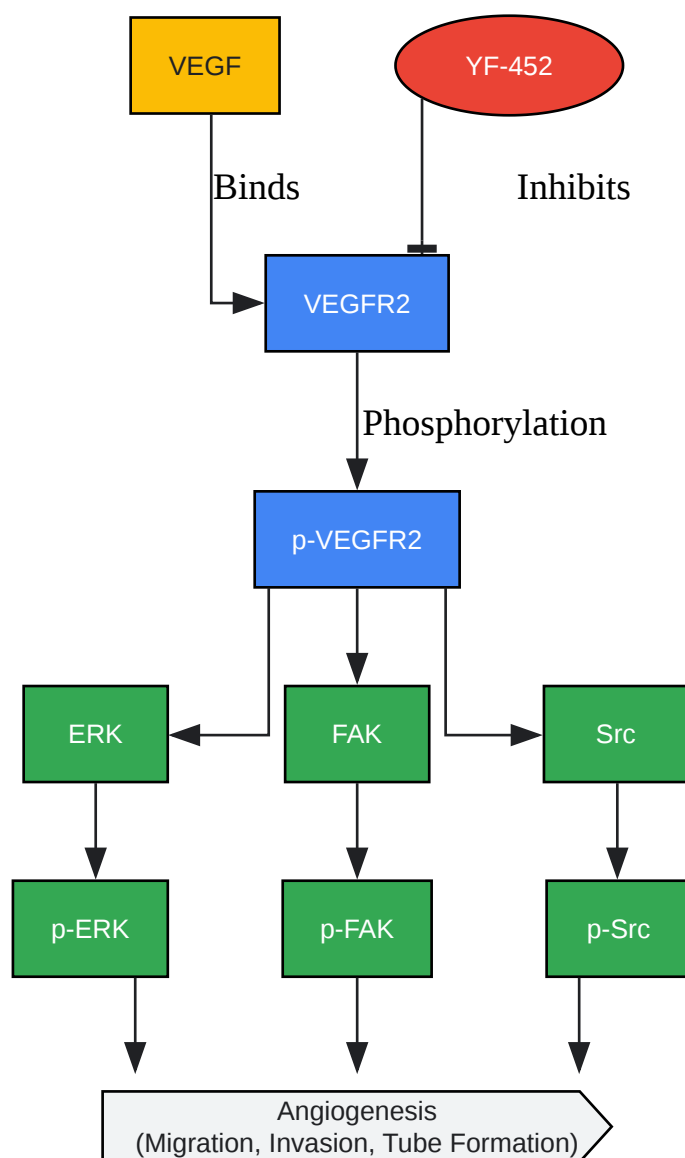 VEGF
YF-452
Binds
Inhibits
VEGFR2
Phosphorylation
p-VEGFR2
ERK
FAK
Src
p-ERK
p-FAK
p-Src
Angiogenesis
(Migration, Invasion, Tube Formation)